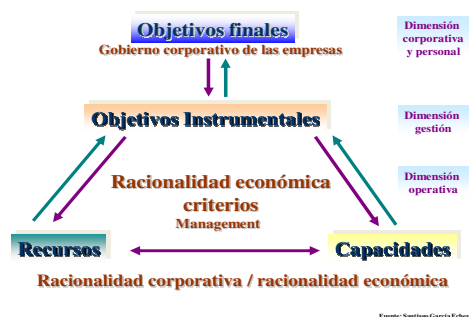 Objetivos finales
Gobierno corporativo de las empresas
Dimensión
corporativa
y personal
Objetivos Instrumentales
Dimensión
gestión
Racionalidad económica
criterios
Management
Dimensión
operativa
Recursos
Capacidades
Racionalidad corporativa / racionalidad económica
Fuente: Santiago García Echev